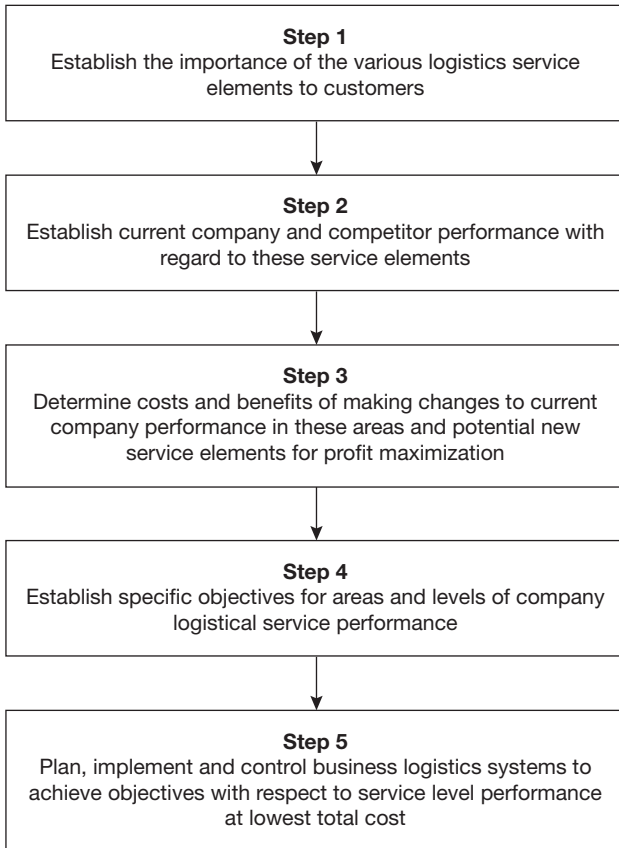 Step 1
Establish the importance of the various logistics service
elements to customers
Step 2
Establish current company and competitor performance with
regard to these service elements
Step 3
Determine costs and benefits of making changes to current
company performance in these areas and potential new
service elements for profit maximization
Step 4
Establish specific objectives for areas and levels of company
logistical service performance
Step 5
Plan, implement and control business logistics systems to
achieve objectives with respect to service level performance
at lowest total cost